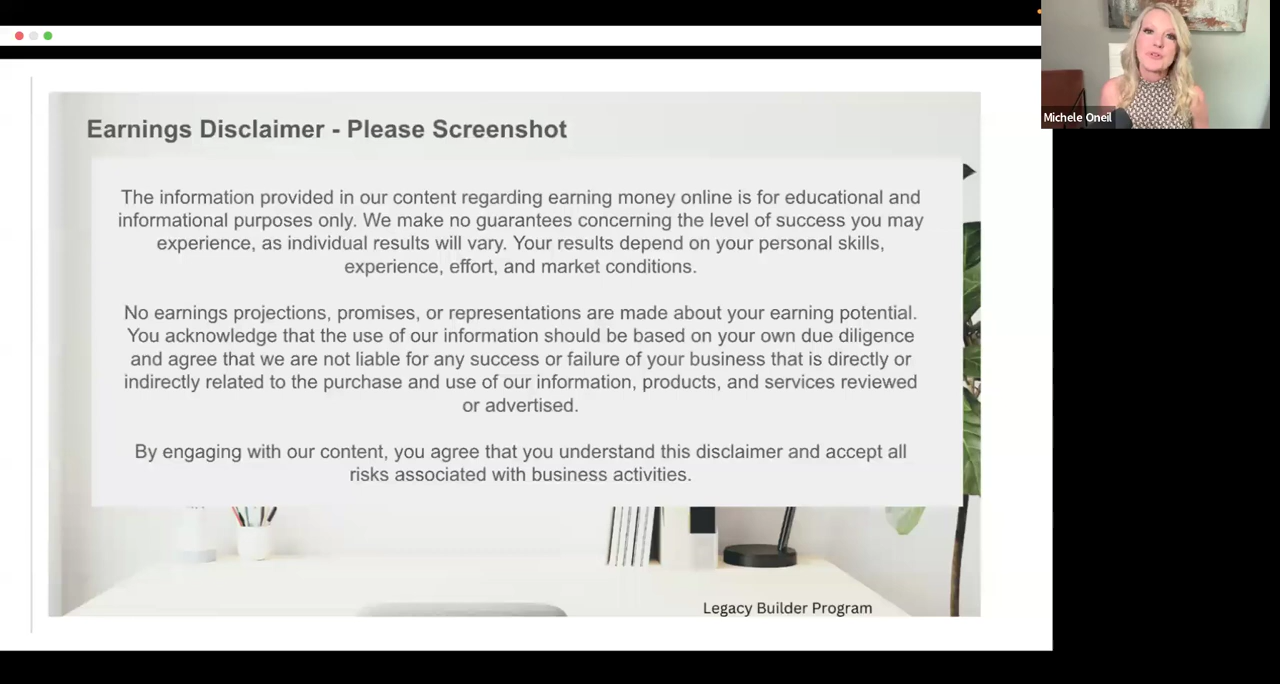 Michele Oneil
Earnings Disclaimer - Please Screenshot
The information provided in our content regarding earning money online is for educational and
informational purposes only. We make no guarantees concerning the level of success you may
experience, as individual results will vary. Your results depend on your personal skills,
experience, effort, and market conditions.
No earnings projections, promises, or representations are made about your earning potential.
You acknowledge that the use of our information should be based on your own due diligence
and agree that we are not liable for any success or failure of your business that is directly or
indirectly related to the purchase and use of our information, products, and services reviewed
or advertised.
By engaging with our content, you agree that you understand this disclaimer and accept all
risks associated with business activities.
Legacy Builder Program